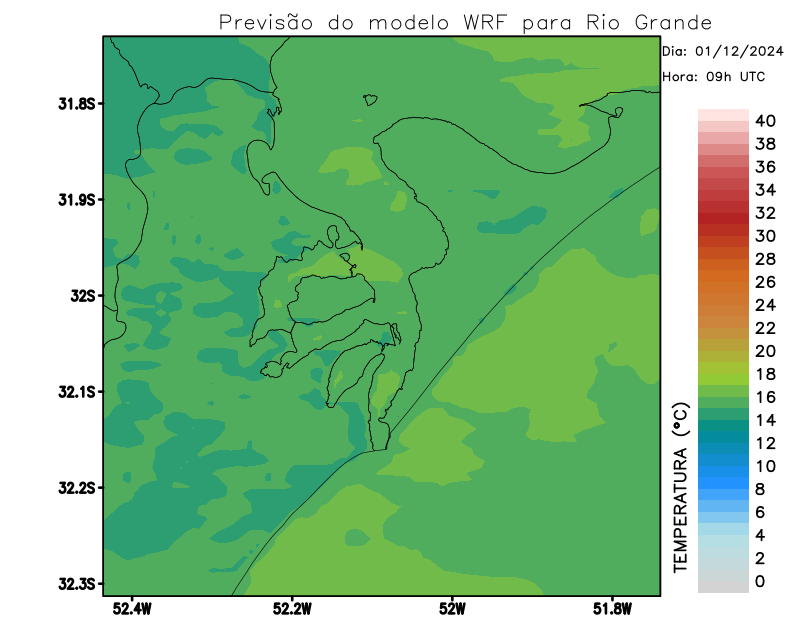 Previsão do modelo WRF para Rio Grande
Dia: 01/12/2024
Hora: 09h UTC
31.8S
31.9S
32S
32.1S
32.2S
32.3S
52.4W
52.2W
52W
51.8W
40
38
36
34
32
30
28
26
24
22
20
18
16
14
12
10
8
6
4
2
0
TEMPERATURA (°C)